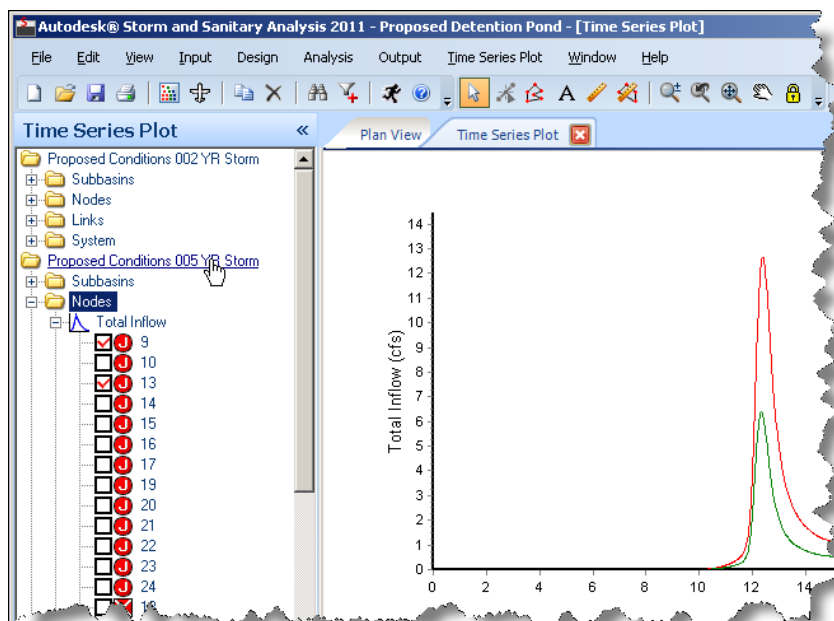 Autodesk® Storm and Sanitary Analysis 2011 - Proposed Detention Pond - [Time Series Plot]
File Edit View Input Design Analysis Output Time Series Plot Window Help
A
Time Series Plot «
Plan View Time Series Plot
Proposed Conditions 002 YR Storm
Subbasins
Nodes
Links
System
Proposed Conditions 005 YR Storm
Subbasins
Nodes
Total Inflow
J 9
J 10
J 13
J 14
J 15
J 16
J 17
J 19
J 20
J 21
J 22
J 23
J 24
Total Inflow (cfs)
14
13
12
11
10
9
8
7
6
5
4
3
2
1
0
0 2 4 6 8 10 12 14